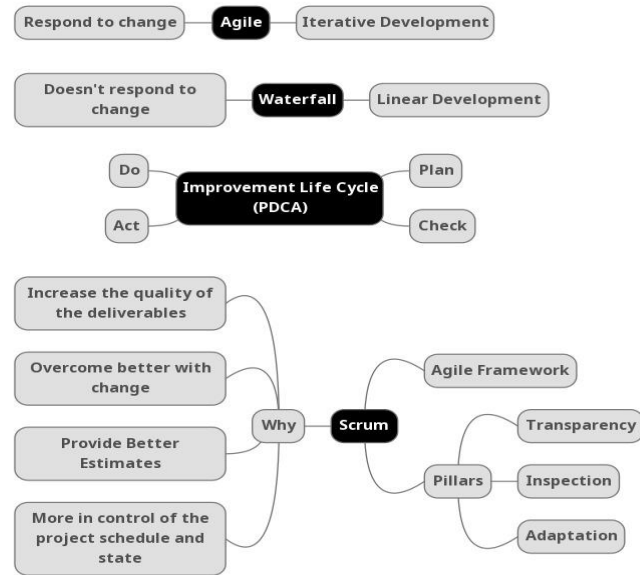 Respond to change
Agile
Iterative Development
Doesn't respond to
change
Waterfall
Linear Development
Do
Act
Improvement Life Cycle
(PDCA)
Plan
Check
Increase the quality of
the deliverables
Overcome better with
change
Provide Better
Estimates
More in control of the
project schedule and
state
Why
Scrum
Agile Framework
Pillars
Transparency
Inspection
Adaptation